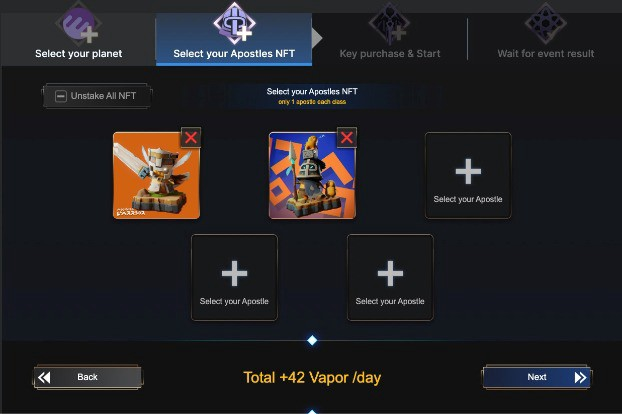 Select your planet
Select your Apostles NFT
Key purchase & Start
Wait for event result
Unstake All NFT
Select your Apostles NFT
only 1 apostle each class
Select your Apostle
Select your Apostle
Select your Apostle
Back
Total +42 Vapor /day
Next